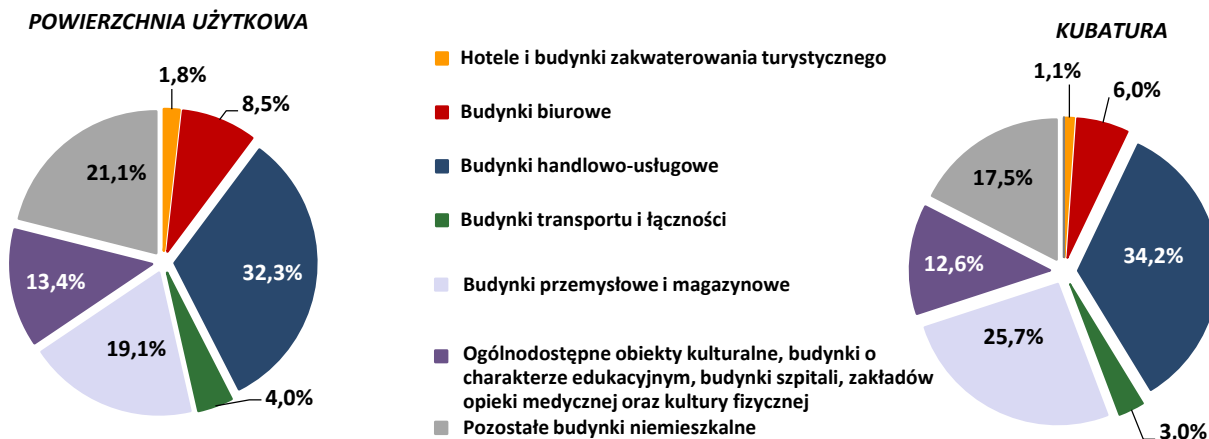 POWIERZCHNIA UŻYTKOWA
1,8%
8,5%
21,1%
32,3%
13,4%
19,1%
4,0%
Hotele i budynki zakwaterowania turystycznego
Budynki biurowe
Budynki handlowo-usługowe
Budynki transportu i łączności
Budynki przemysłowe i magazynowe
Ogólnodostępne obiekty kulturalne, budynki o
charakterze edukacyjnym, budynki szpitali, zakładów
opieki medycznej oraz kultury fizycznej
Pozostałe budynki niemieszkalne
KUBATURA
1,1%
6,0%
17,5%
34,2%
12,6%
25,7%
3,0%